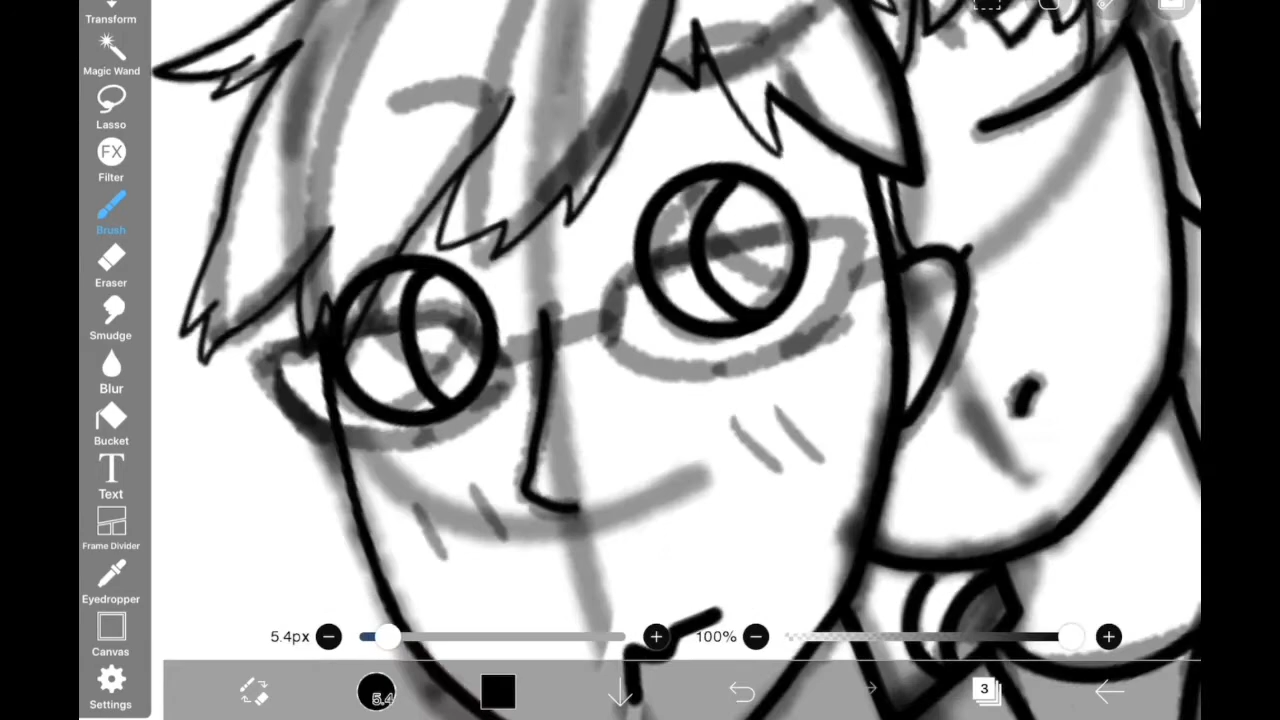 Transform
Magic Wand
Lasso
FX
Filter
Brush
Eraser
Smudge
Blur
Bucket
T
Text
Frame Divider
Eyedropper
Canvas
Settings
5.4px
100%
5.4
3